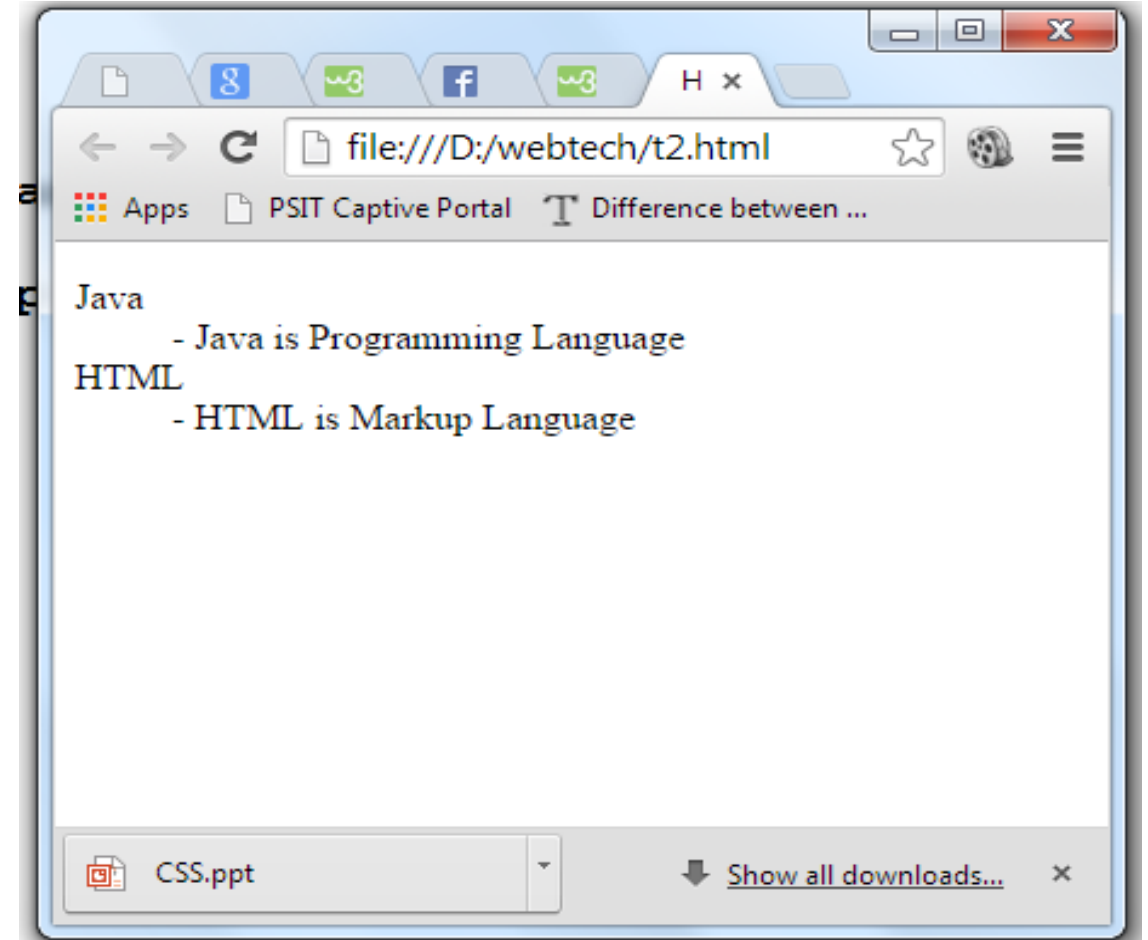 H
file:///D:/webtech/t2.html
Apps PSIT Captive Portal Difference between ...
Java
- Java is Programming Language
HTML
- HTML is Markup Language
CSS.ppt Show all downloads...